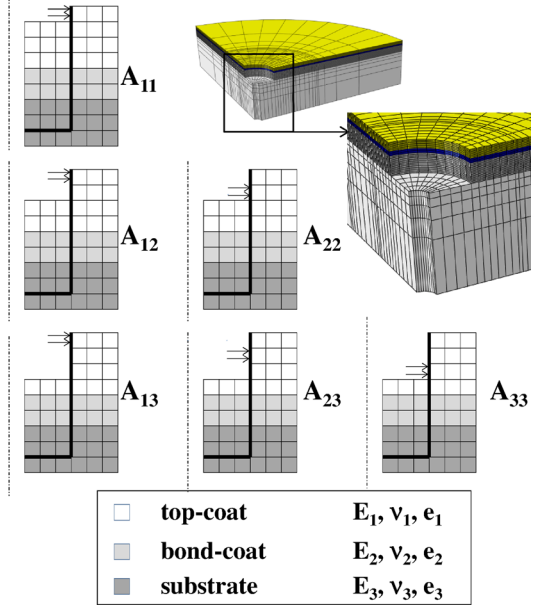 A11
A12 A22
A13 A23 A33
top-coat E1, ν1, e1
bond-coat E2, ν2, e2
substrate E3, ν3, e3